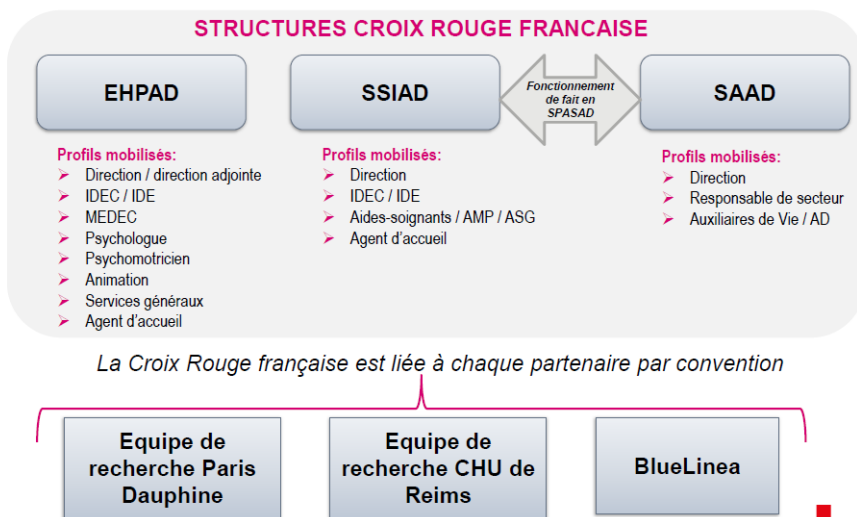 STRUCTURES CROIX ROUGE FRANCAISE
EHPAD
SSIAD
Fonctionnement
de fait en
SPASAD
SAAD
Profils mobilisés:
Direction / direction adjointe
IDEC / IDE
MEDEC
Psychologue
Psychomotricien
Animation
Services généraux
Agent d'accueil
Profils mobilisés:
Direction
IDEC / IDE
Aides-soignants / AMP / ASG
Agent d'accueil
Profils mobilisés:
Direction
Responsable de secteur
Auxiliaires de Vie / AD
La Croix Rouge française est liée à chaque partenaire par convention
Equipe de
recherche Paris
Dauphine
Equipe de
recherche CHU de
Reims
BlueLinea